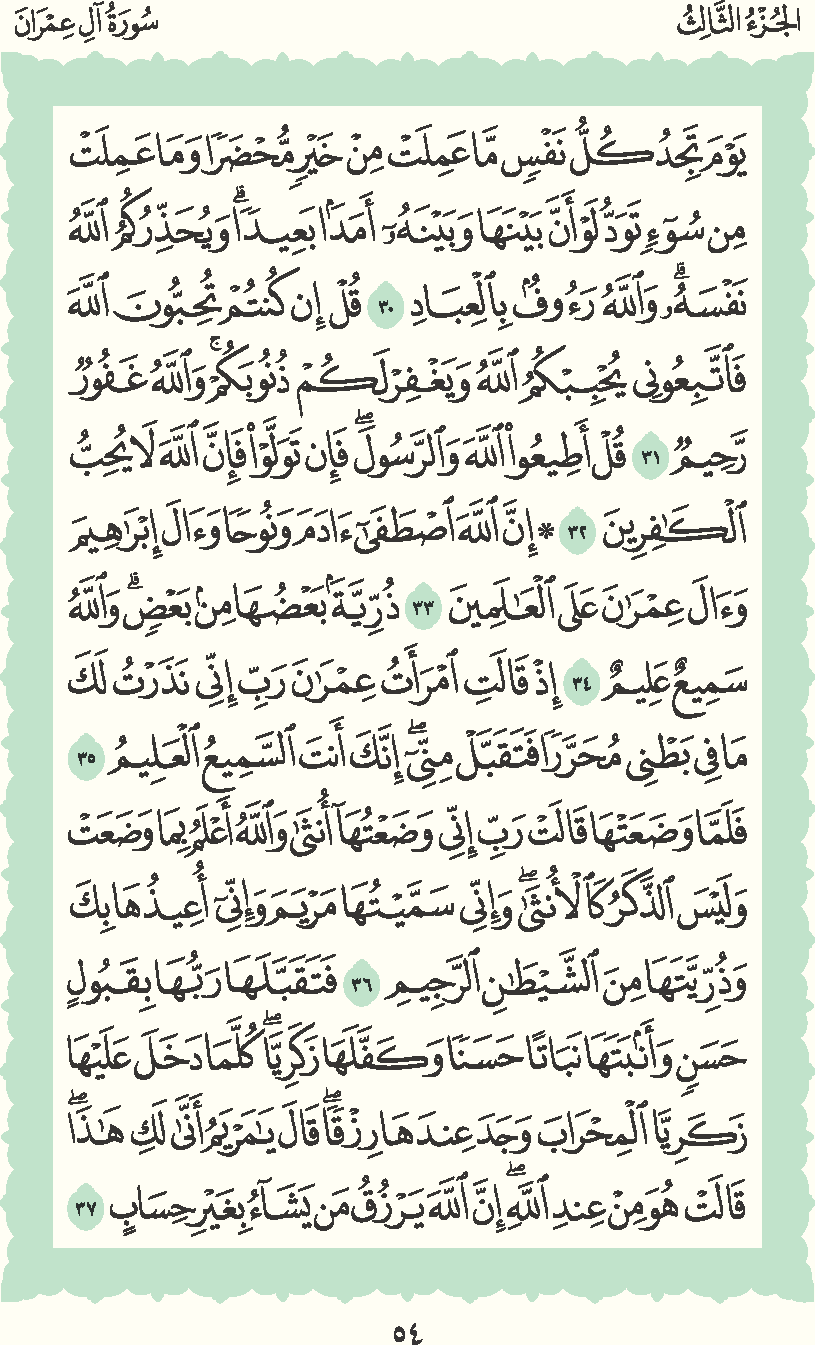 الجُزْءُ الثَّالِثُ
سُورَةُ آلِ عِمْرَانَ
يَوْمَ تَجِدُ كُلُّ نَفْسٍ مَّا عَمِلَتْ مِنْ خَيْرٍ مُّحْضَرًا وَمَا عَمِلَتْ
مِن سُوٓءٍ تَوَدُّ لَوْ أَنَّ بَيْنَهَا وَبَيْنَهُۥٓ أَمَدًۢا بَعِيدًاۗ وَيُحَذِّرُكُمُ ٱللَّهُ
نَفْسَهُۥۗ وَٱللَّهُ رَءُوفُۢ بِٱلْعِبَادِ ٣٠ قُلْ إِن كُنتُمْ تُحِبُّونَ ٱللَّهَ
فَٱتَّبِعُونِى يُحْبِبْكُمُ ٱللَّهُ وَيَغْفِرْ لَكُمْ ذُنُوبَكُمْۚ وَٱللَّهُ غَفُورٌ
رَّحِيمٌ ٣١ قُلْ أَطِيعُوا۟ ٱللَّهَ وَٱلرَّسُولَۖ فَإِن تَوَلَّوْا۟ فَإِنَّ ٱللَّهَ لَا يُحِبُّ
ٱلْكَـٰفِرِينَ ٣٢ * إِنَّ ٱللَّهَ ٱصْطَفَىٰٓ ءَادَمَ وَنُوحًا وَءَالَ إِبْرَٰهِيمَ
وَءَالَ عِمْرَٰنَ عَلَى ٱلْعَـٰلَمِينَ ٣٣ ذُرِّيَّةًۢ بَعْضُهَا مِنۢ بَعْضٍۗ وَٱللَّهُ
سَمِيعٌ عَلِيمٌ ٣٤ إِذْ قَالَتِ ٱمْرَأَتُ عِمْرَٰنَ رَبِّ إِنِّى نَذَرْتُ لَكَ
مَا فِى بَطْنِى مُحَرَّرًا فَتَقَبَّلْ مِنِّىٓۖ إِنَّكَ أَنتَ ٱلسَّمِيعُ ٱلْعَلِيمُ ٣٥
فَلَمَّا وَضَعَتْهَا قَالَتْ رَبِّ إِنِّى وَضَعْتُهَآ أُنثَىٰ وَٱللَّهُ أَعْلَمُ بِمَا وَضَعَتْ
وَلَيْسَ ٱلذَّكَرُ كَٱلْأُنثَىٰۖ وَإِنِّى سَمَّيْتُهَا مَرْيَمَ وَإِنِّىٓ أُعِيذُهَا بِكَ
وَذُرِّيَّتَهَا مِنَ ٱلشَّيْطَـٰنِ ٱلرَّجِيمِ ٣٦ فَتَقَبَّلَهَا رَبُّهَا بِقَبُولٍ
حَسَنٍ وَأَنۢبَتَهَا نَبَاتًا حَسَنًا وَكَفَّلَهَا زَكَرِيَّاۖ كُلَّمَا دَخَلَ عَلَيْهَا
زَكَرِيَّا ٱلْمِحْرَابَ وَجَدَ عِندَهَا رِزْقًاۖ قَالَ يَـٰمَرْيَمُ أَنَّىٰ لَكِ هَـٰذَاۖ
قَالَتْ هُوَ مِنْ عِندِ ٱللَّهِۖ إِنَّ ٱللَّهَ يَرْزُقُ مَن يَشَآءُ بِغَيْرِ حِسَابٍ ٣٧
٥٤